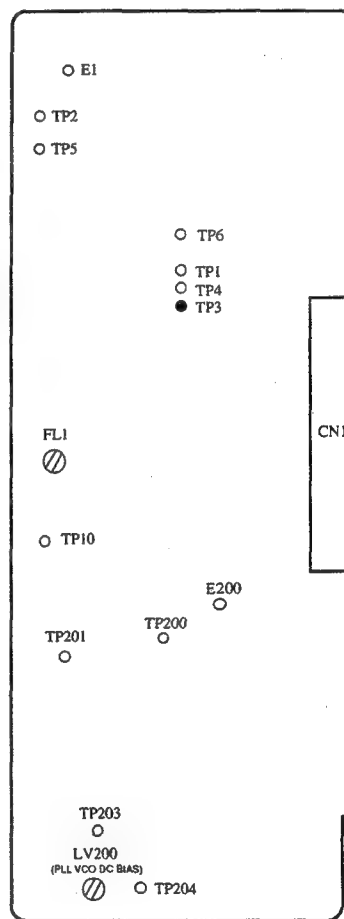 E1
TP2
TP5
TP6
TP1
TP4
TP3
FL1
CN1
TP10
E200
TP200
TP201
TP203
LV200
(PLL VCO DC BIAS)
TP204